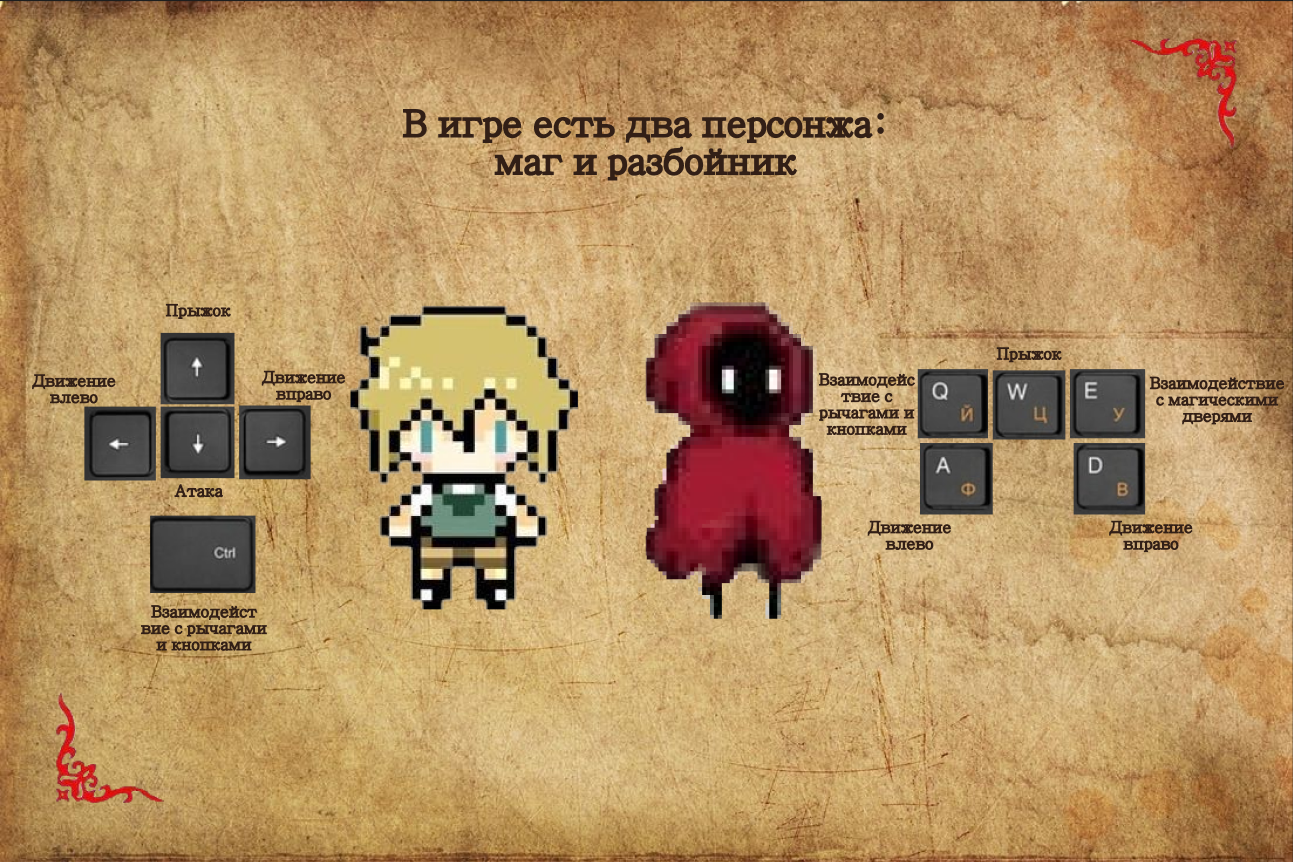 В игре есть два персонжа:
маг и разбойник
Прыжок
Движение
влево
Движение
вправо
↑
←
↓
→
Атака
Ctrl
Взаимодейст
вие с рычагами
и кнопками
Прыжок
Взаимодейс
твие с
рычагами и
кнопками
Q Й
W Ц
E У
Взаимодействие
с магическими
дверями
A Ф
D В
Движение
влево
Движение
вправо